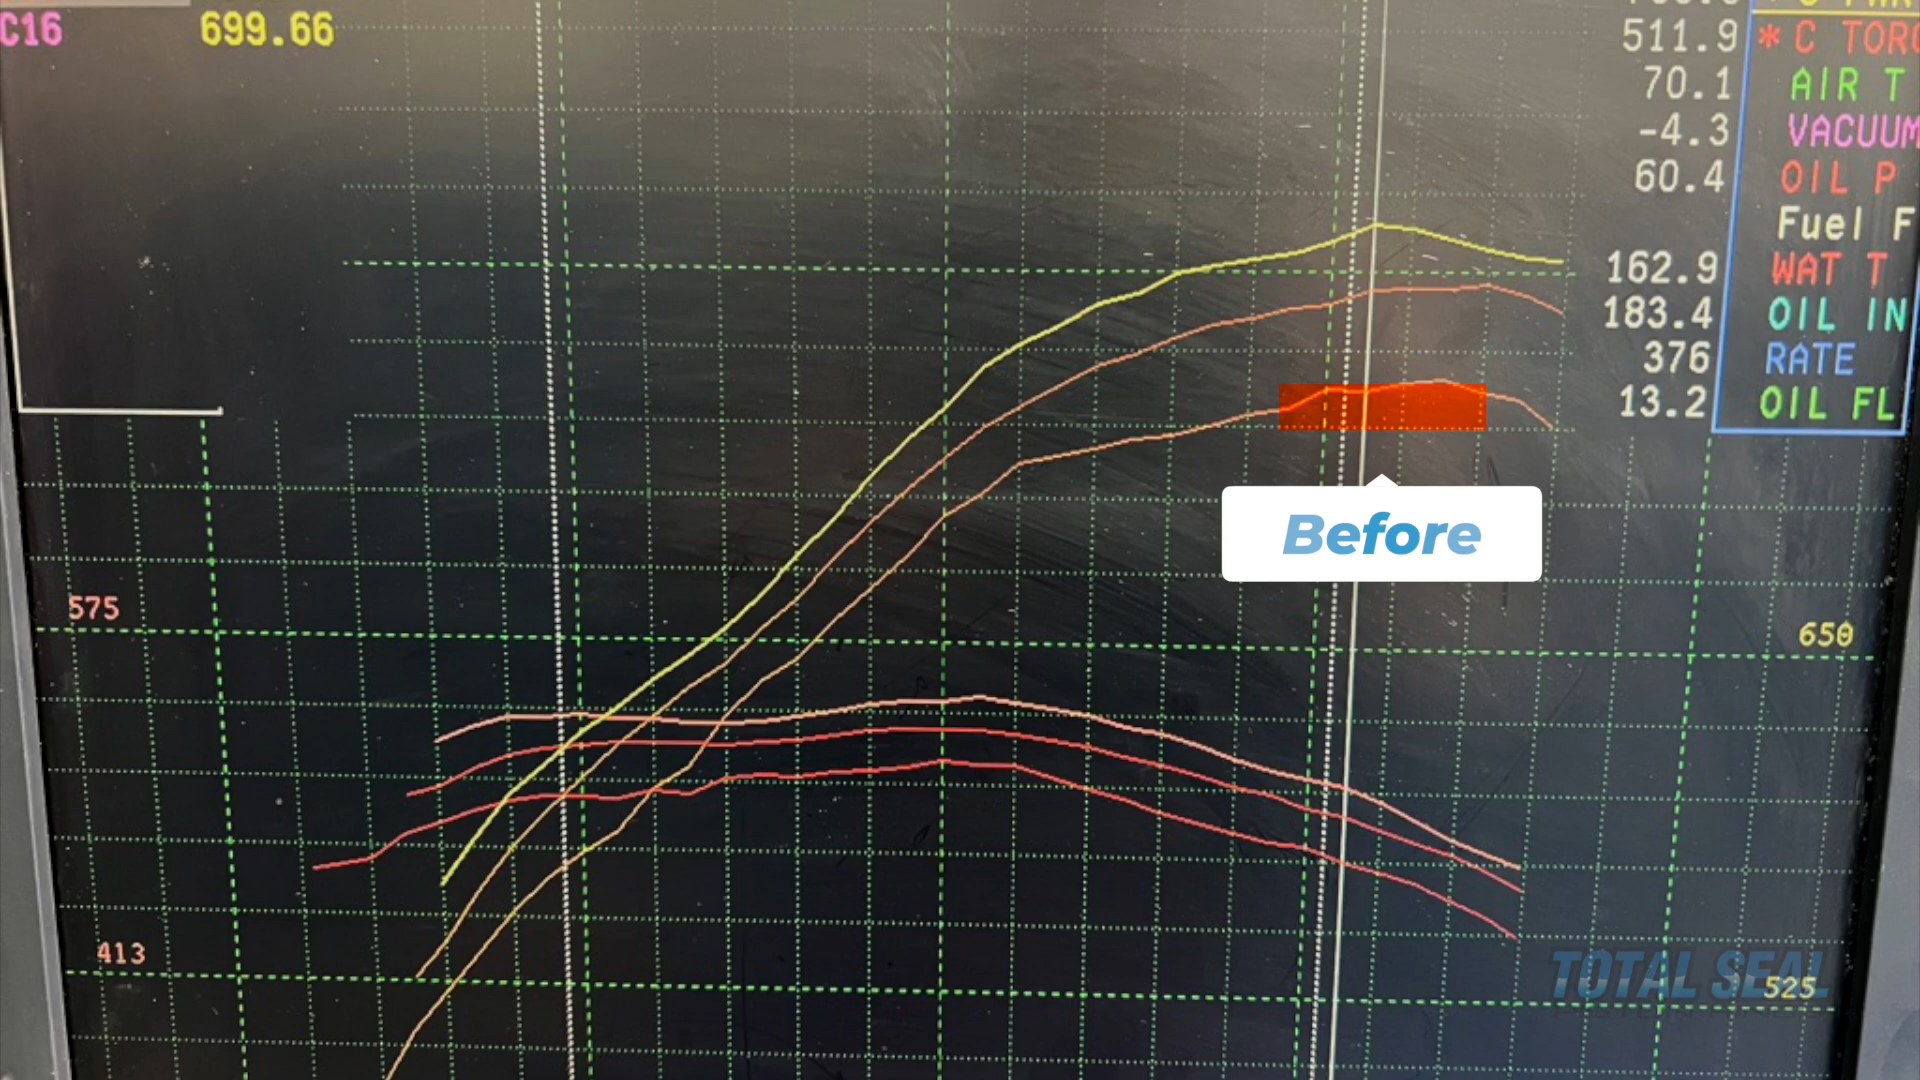 C16 699.66
511.9 * C TORQ
70.1 AIR T
-4.3 VACUUM
60.4 OIL P
Fuel F
162.9 WAT T
183.4 OIL IN
376 RATE
13.2 OIL FL
Before
575
650
413
TOTAL SEAL
525